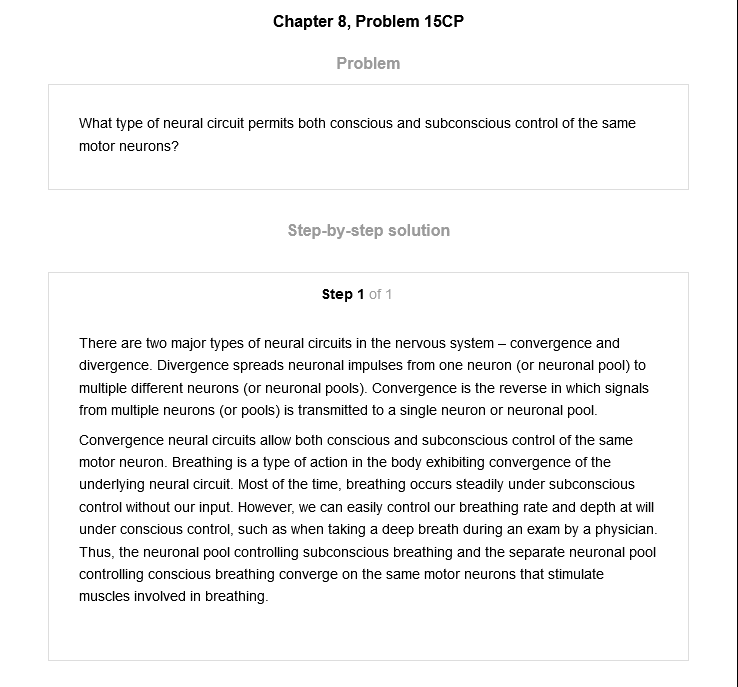 Chapter 8, Problem 15CP
Problem
What type of neural circuit permits both conscious and subconscious control of the same
motor neurons?
Step-by-step solution
Step 1 of 1
There are two major types of neural circuits in the nervous system – convergence and
divergence. Divergence spreads neuronal impulses from one neuron (or neuronal pool) to
multiple different neurons (or neuronal pools). Convergence is the reverse in which signals
from multiple neurons (or pools) is transmitted to a single neuron or neuronal pool.
Convergence neural circuits allow both conscious and subconscious control of the same
motor neuron. Breathing is a type of action in the body exhibiting convergence of the
underlying neural circuit. Most of the time, breathing occurs steadily under subconscious
control without our input. However, we can easily control our breathing rate and depth at will
under conscious control, such as when taking a deep breath during an exam by a physician.
Thus, the neuronal pool controlling subconscious breathing and the separate neuronal pool
controlling conscious breathing converge on the same motor neurons that stimulate
muscles involved in breathing.